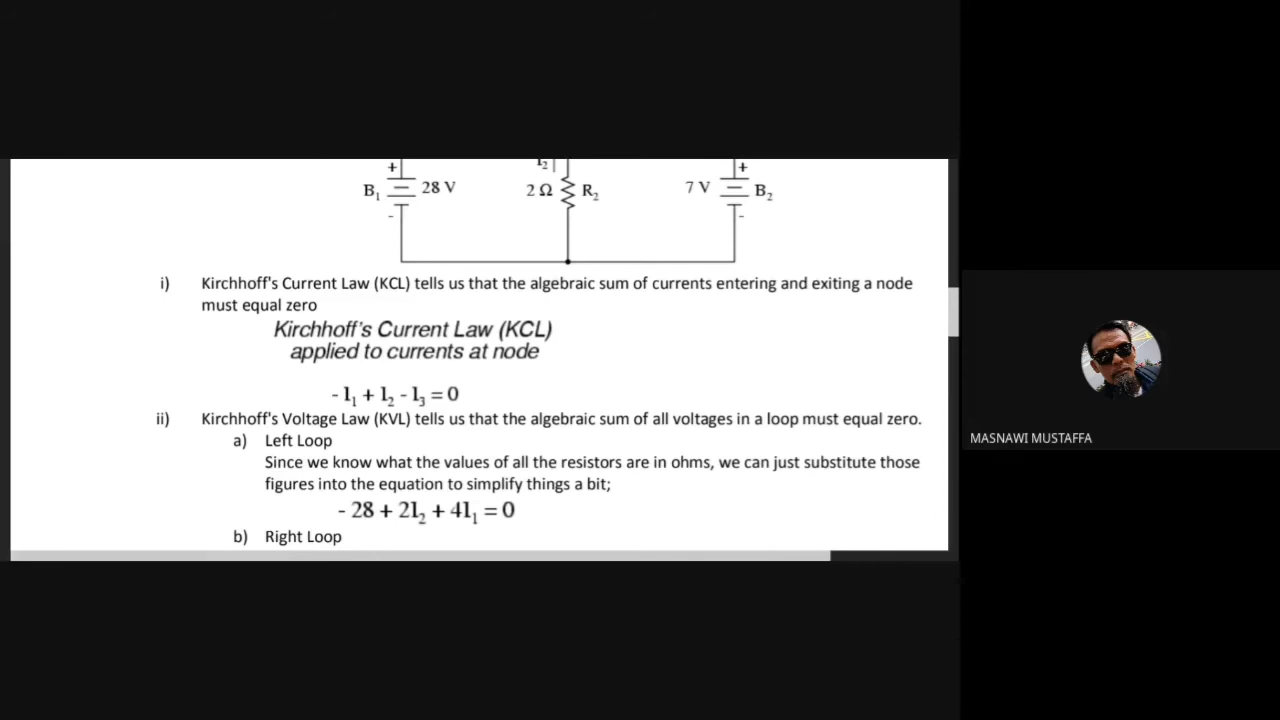 +
+
I₂
B₁
28 V
2 Ω
R₂
7 V
B₂
-
-
i) Kirchhoff's Current Law (KCL) tells us that the algebraic sum of currents entering and exiting a node
must equal zero
Kirchhoff's Current Law (KCL)
applied to currents at node
- I₁ + I₂ - I₃ = 0
ii) Kirchhoff's Voltage Law (KVL) tells us that the algebraic sum of all voltages in a loop must equal zero.
a) Left Loop
Since we know what the values of all the resistors are in ohms, we can just substitute those
figures into the equation to simplify things a bit;
- 28 + 2I₂ + 4I₁ = 0
b) Right Loop
MASNAWI MUSTAFFA